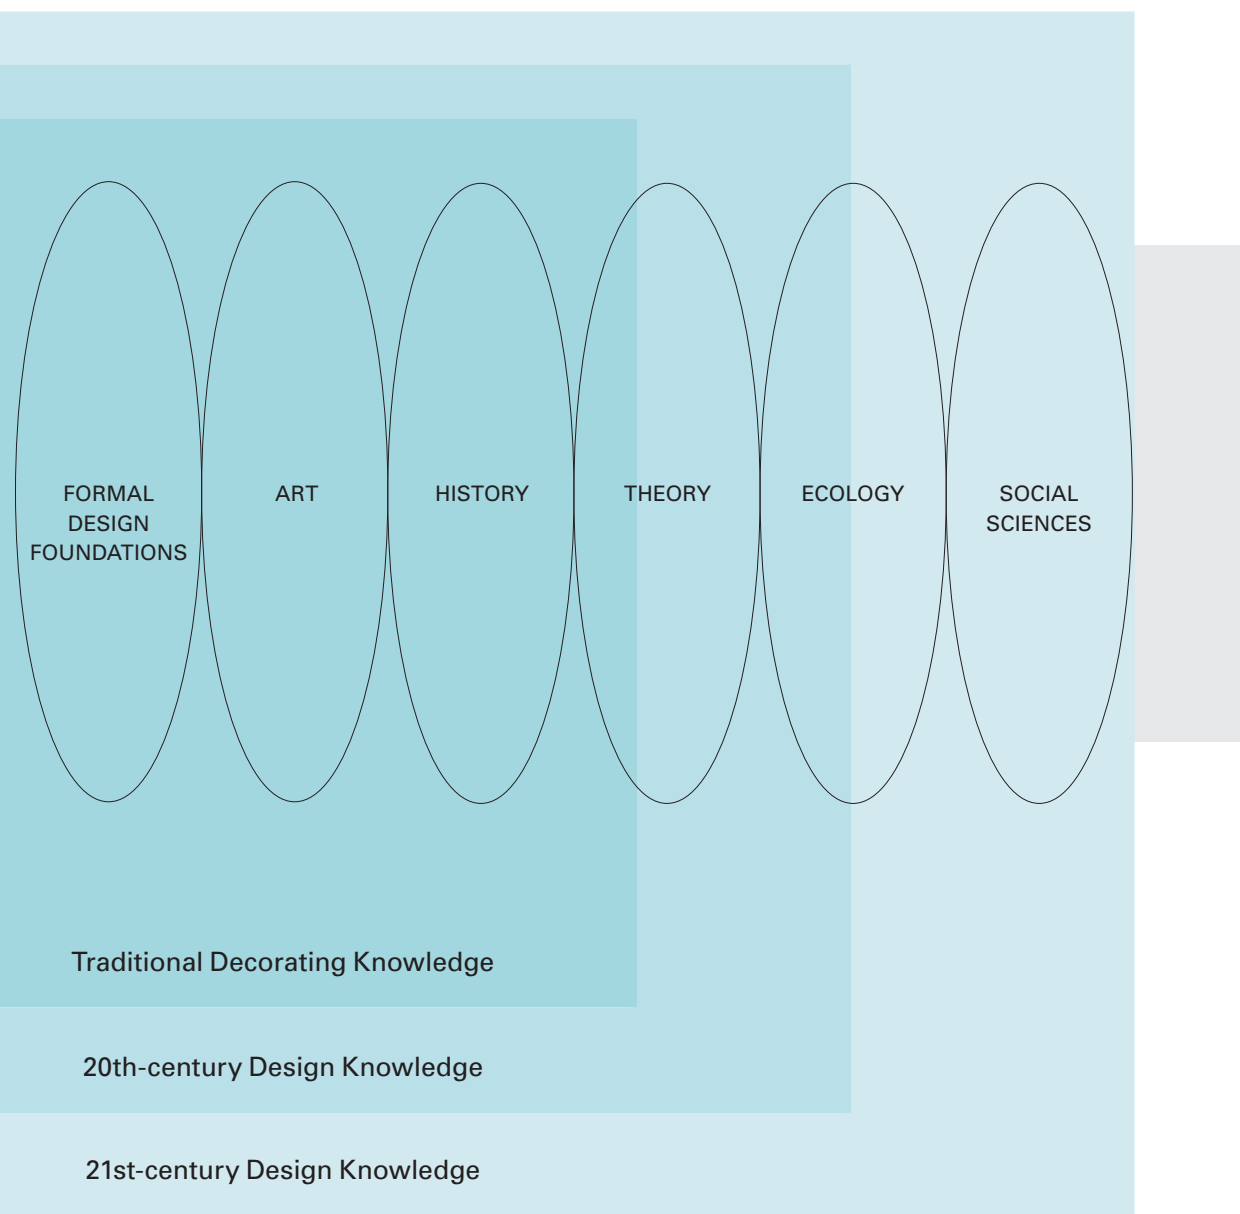 FORMAL
DESIGN
FOUNDATIONS
ART
HISTORY
THEORY
ECOLOGY
SOCIAL
SCIENCES
Traditional Decorating Knowledge
20th-century Design Knowledge
21st-century Design Knowledge